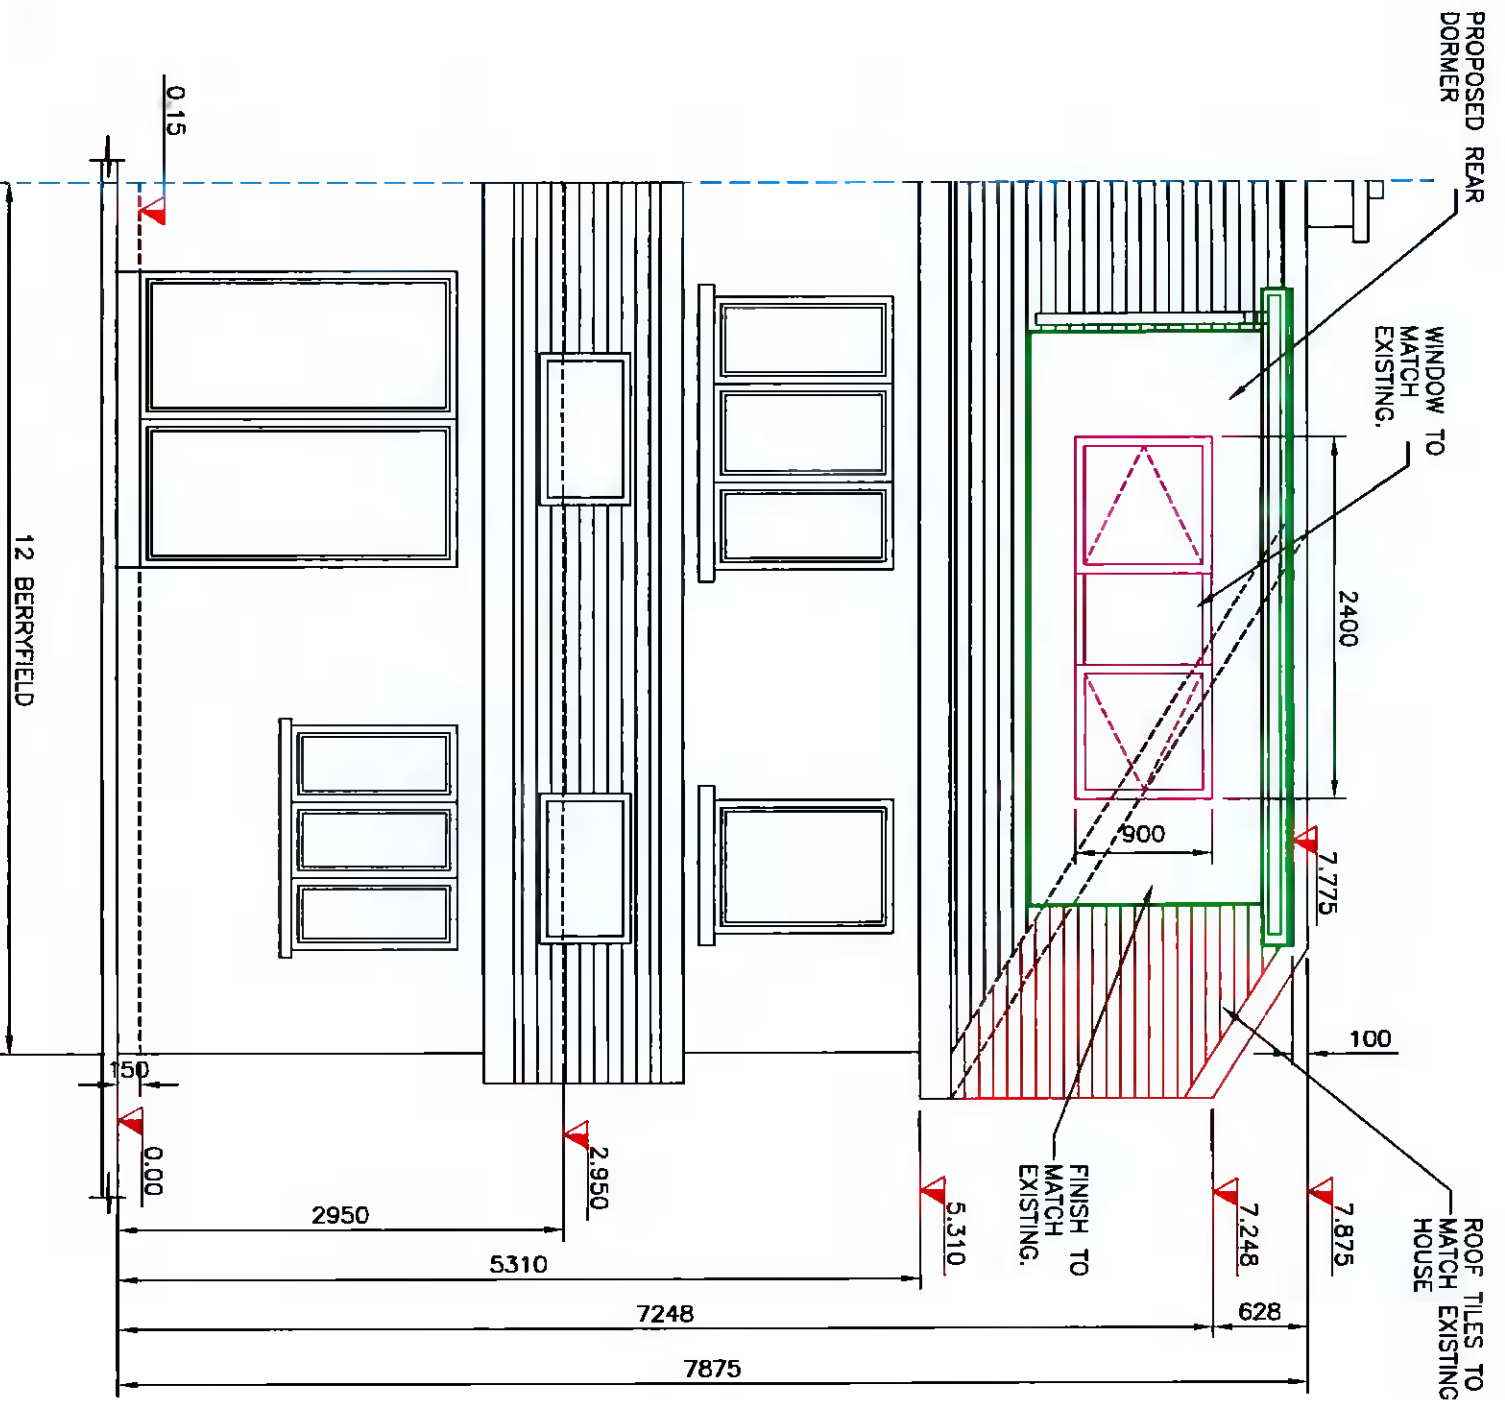 PROPOSED REAR
DORMER
WINDOW TO
MATCH
EXISTING.
2400
900
7.775
100
ROOF TILES TO
MATCH EXISTING
HOUSE
FINISH TO
MATCH
EXISTING.
7.875
7.248
5.310
2.950
0.00
0.15
150
2950
5310
7248
628
7875
12 BERRYFIELD